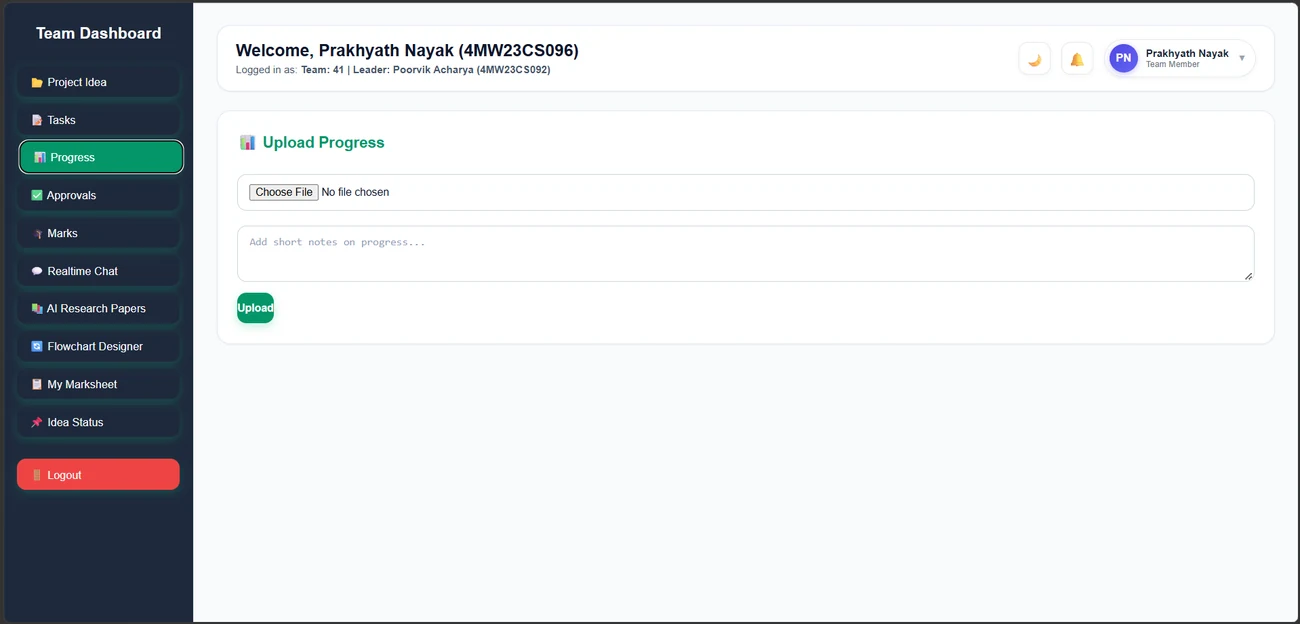 Team Dashboard
Project Idea
Tasks
Progress
Approvals
Marks
Realtime Chat
AI Research Papers
Flowchart Designer
My Marksheet
Idea Status
Logout
Welcome, Prakhyath Nayak (4MW23CS096)
Logged in as: Team: 41 | Leader: Poorvik Acharya (4MW23CS092)
PN
Prakhyath Nayak
Team Member
Upload Progress
Choose File No file chosen
Add short notes on progress...
Upload